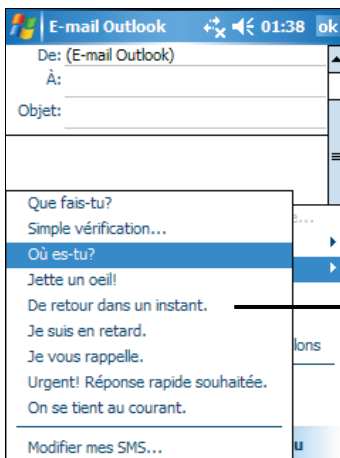 E-mail Outlook 01:38 ok
De: (E-mail Outlook)
À:
Objet:
Que fais-tu?
Simple vérification...
Où es-tu?
Jette un oeil!
De retour dans un instant.
Je suis en retard.
Je vous rappelle.
Urgent! Réponse rapide souhaitée.
On se tient au courant.
Modifier mes SMS...